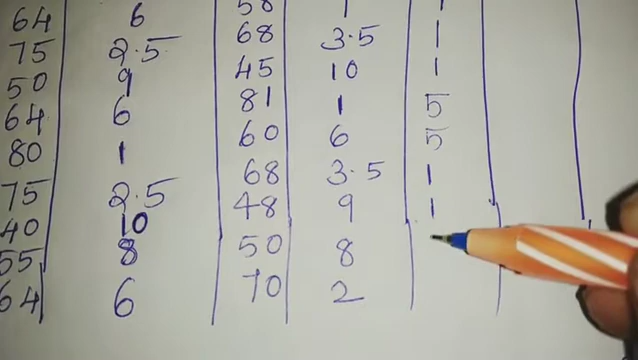 64 6 58
75 2.5 68 3.5 1
50 9 45 10 1
64 6 81 1 5
80 1 60 6 5
75 2.5 68 3.5 1
40 10 48 9 1
55 8 50 8
64 6 70 2